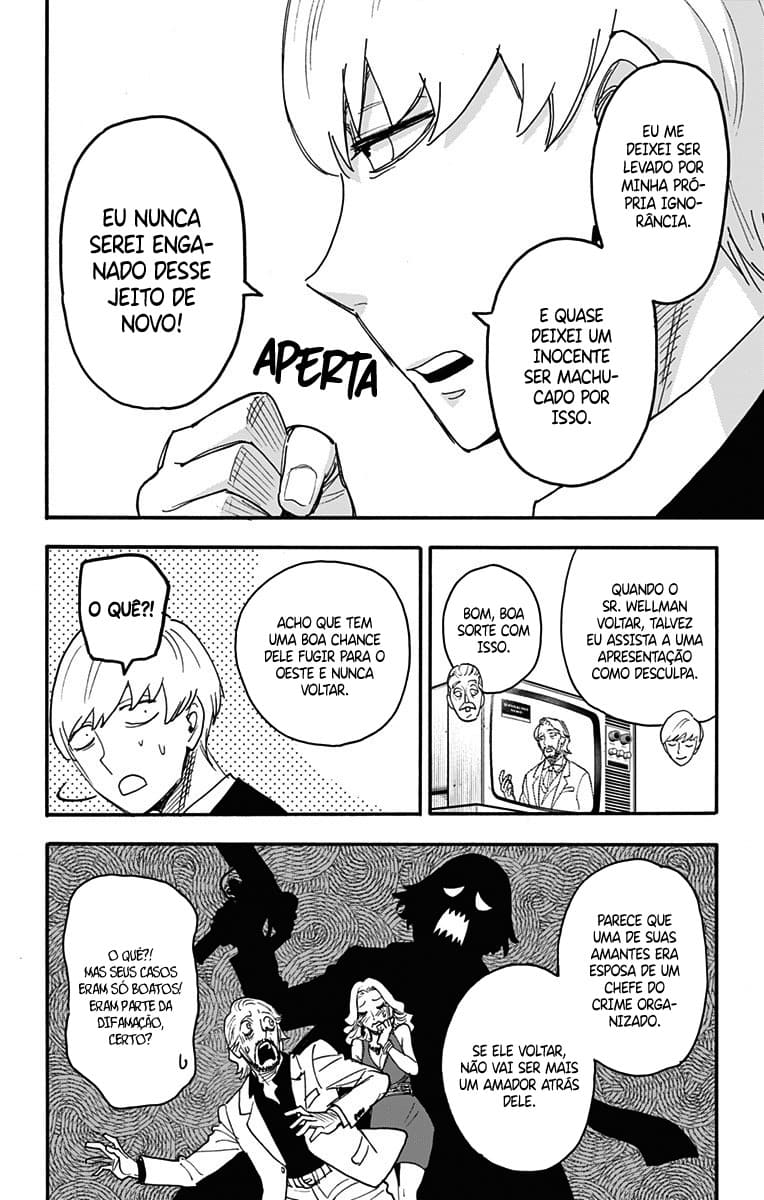 EU ME
DEIXEI SER
LEVADO POR
MINHA PRÓ-
PRIA IGNO-
RÂNCIA.
E QUASE
DEIXEI UM
INOCENTE
SER MACHU-
CADO POR
ISSO.
EU NUNCA
SEREI ENGA-
NADO DESSE
JEITO DE
NOVO!
APERTA
QUANDO O
SR. WELLMAN
VOLTAR, TALVEZ
EU ASSISTA A UMA
APRESENTAÇÃO
COMO DESCULPA.
BOM, BOA
SORTE COM
ISSO.
ACHO QUE TEM
UMA BOA CHANCE
DELE FUGIR PARA O
OESTE E NUNCA
VOLTAR.
O QUÊ?!
PARECE QUE
UMA DE SUAS
AMANTES ERA
ESPOSA DE UM
CHEFE DO
CRIME ORGA-
NIZADO.
SE ELE VOLTAR,
NÃO VAI SER MAIS
UM AMADOR ATRÁS
DELE.
O QUÊ?!
MAS SEUS CASOS
ERAM SÓ BOATOS!
ERAM PARTE DA
DIFAMAÇÃO,
CERTO?